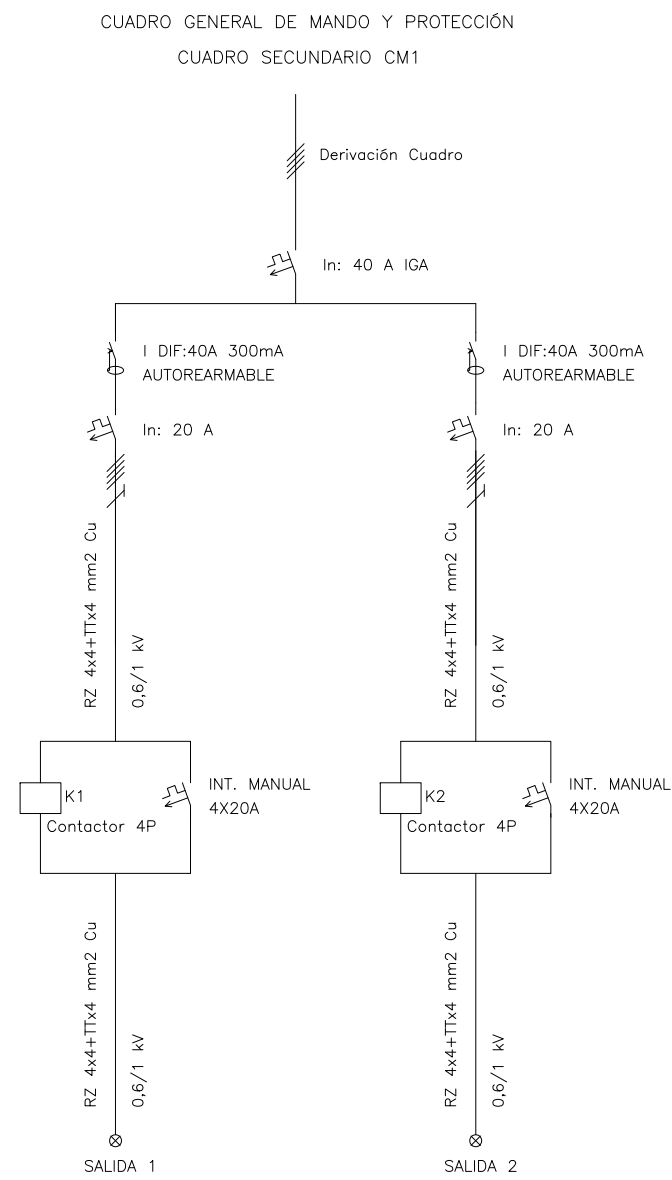 CUADRO GENERAL DE MANDO Y PROTECCIÓN
CUADRO SECUNDARIO CM1
Derivación Cuadro
In: 40 A IGA
I DIF:40A 300mA
AUTOREARMABLE
I DIF:40A 300mA
AUTOREARMABLE
In: 20 A
In: 20 A
RZ 4x4+TTx4 mm2 Cu
0,6/1 kV
RZ 4x4+TTx4 mm2 Cu
0,6/1 kV
K1
Contactor 4P
INT. MANUAL
4X20A
K2
Contactor 4P
INT. MANUAL
4X20A
RZ 4x4+TTx4 mm2 Cu
0,6/1 kV
RZ 4x4+TTx4 mm2 Cu
0,6/1 kV
SALIDA 1
SALIDA 2